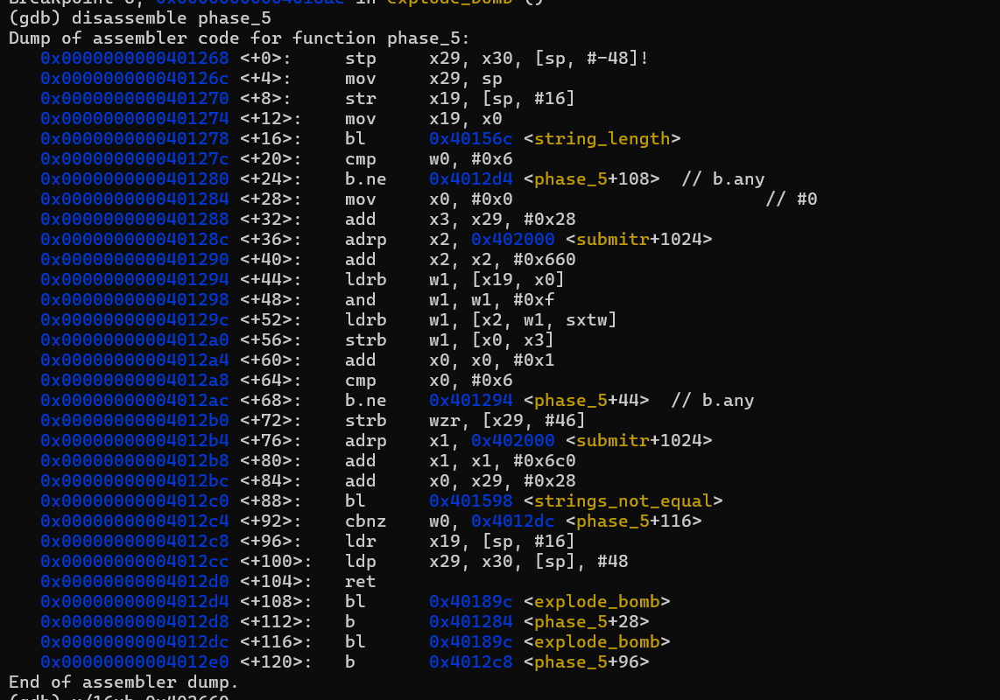 Breakpoint 6, 0x000000000040189c in explode_bomb ()
(gdb) disassemble phase_5
Dump of assembler code for function phase_5:
   0x0000000000401268 <+0>:	stp	x29, x30, [sp, #-48]!
   0x000000000040126c <+4>:	mov	x29, sp
   0x0000000000401270 <+8>:	str	x19, [sp, #16]
   0x0000000000401274 <+12>:	mov	x19, x0
   0x0000000000401278 <+16>:	bl	0x40156c <string_length>
   0x000000000040127c <+20>:	cmp	w0, #0x6
   0x0000000000401280 <+24>:	b.ne	0x4012d4 <phase_5+108>  // b.any
   0x0000000000401284 <+28>:	mov	x0, #0x0                   	// #0
   0x0000000000401288 <+32>:	add	x3, x29, #0x28
   0x000000000040128c <+36>:	adrp	x2, 0x402000 <submitr+1024>
   0x0000000000401290 <+40>:	add	x2, x2, #0x660
   0x0000000000401294 <+44>:	ldrb	w1, [x19, x0]
   0x0000000000401298 <+48>:	and	w1, w1, #0xf
   0x000000000040129c <+52>:	ldrb	w1, [x2, w1, sxtw]
   0x00000000004012a0 <+56>:	strb	w1, [x0, x3]
   0x00000000004012a4 <+60>:	add	x0, x0, #0x1
   0x00000000004012a8 <+64>:	cmp	x0, #0x6
   0x00000000004012ac <+68>:	b.ne	0x401294 <phase_5+44>  // b.any
   0x00000000004012b0 <+72>:	strb	wzr, [x29, #46]
   0x00000000004012b4 <+76>:	adrp	x1, 0x402000 <submitr+1024>
   0x00000000004012b8 <+80>:	add	x1, x1, #0x6c0
   0x00000000004012bc <+84>:	add	x0, x29, #0x28
   0x00000000004012c0 <+88>:	bl	0x401598 <strings_not_equal>
   0x00000000004012c4 <+92>:	cbnz	w0, 0x4012dc <phase_5+116>
   0x00000000004012c8 <+96>:	ldr	x19, [sp, #16]
   0x00000000004012cc <+100>:	ldp	x29, x30, [sp], #48
   0x00000000004012d0 <+104>:	ret
   0x00000000004012d4 <+108>:	bl	0x40189c <explode_bomb>
   0x00000000004012d8 <+112>:	b	0x401284 <phase_5+28>
   0x00000000004012dc <+116>:	bl	0x40189c <explode_bomb>
   0x00000000004012e0 <+120>:	b	0x4012c8 <phase_5+96>
End of assembler dump.
(gdb) x/16xb 0x402660